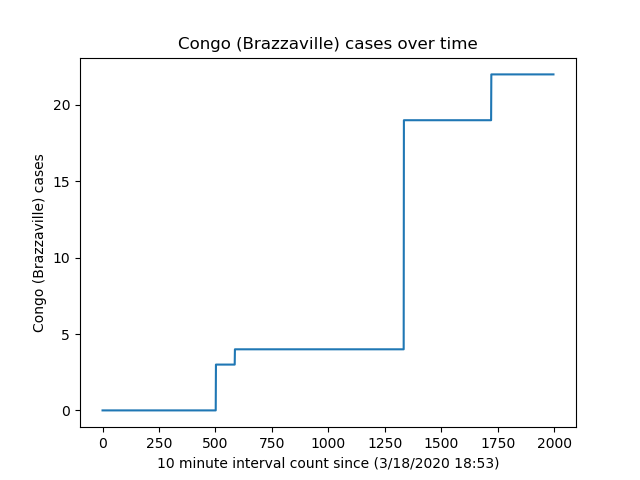 Congo (Brazzaville) cases over time
Congo (Brazzaville) cases
20
15
10
5
0
0 250 500 750 1000 1250 1500 1750 2000
10 minute interval count since (3/18/2020 18:53)